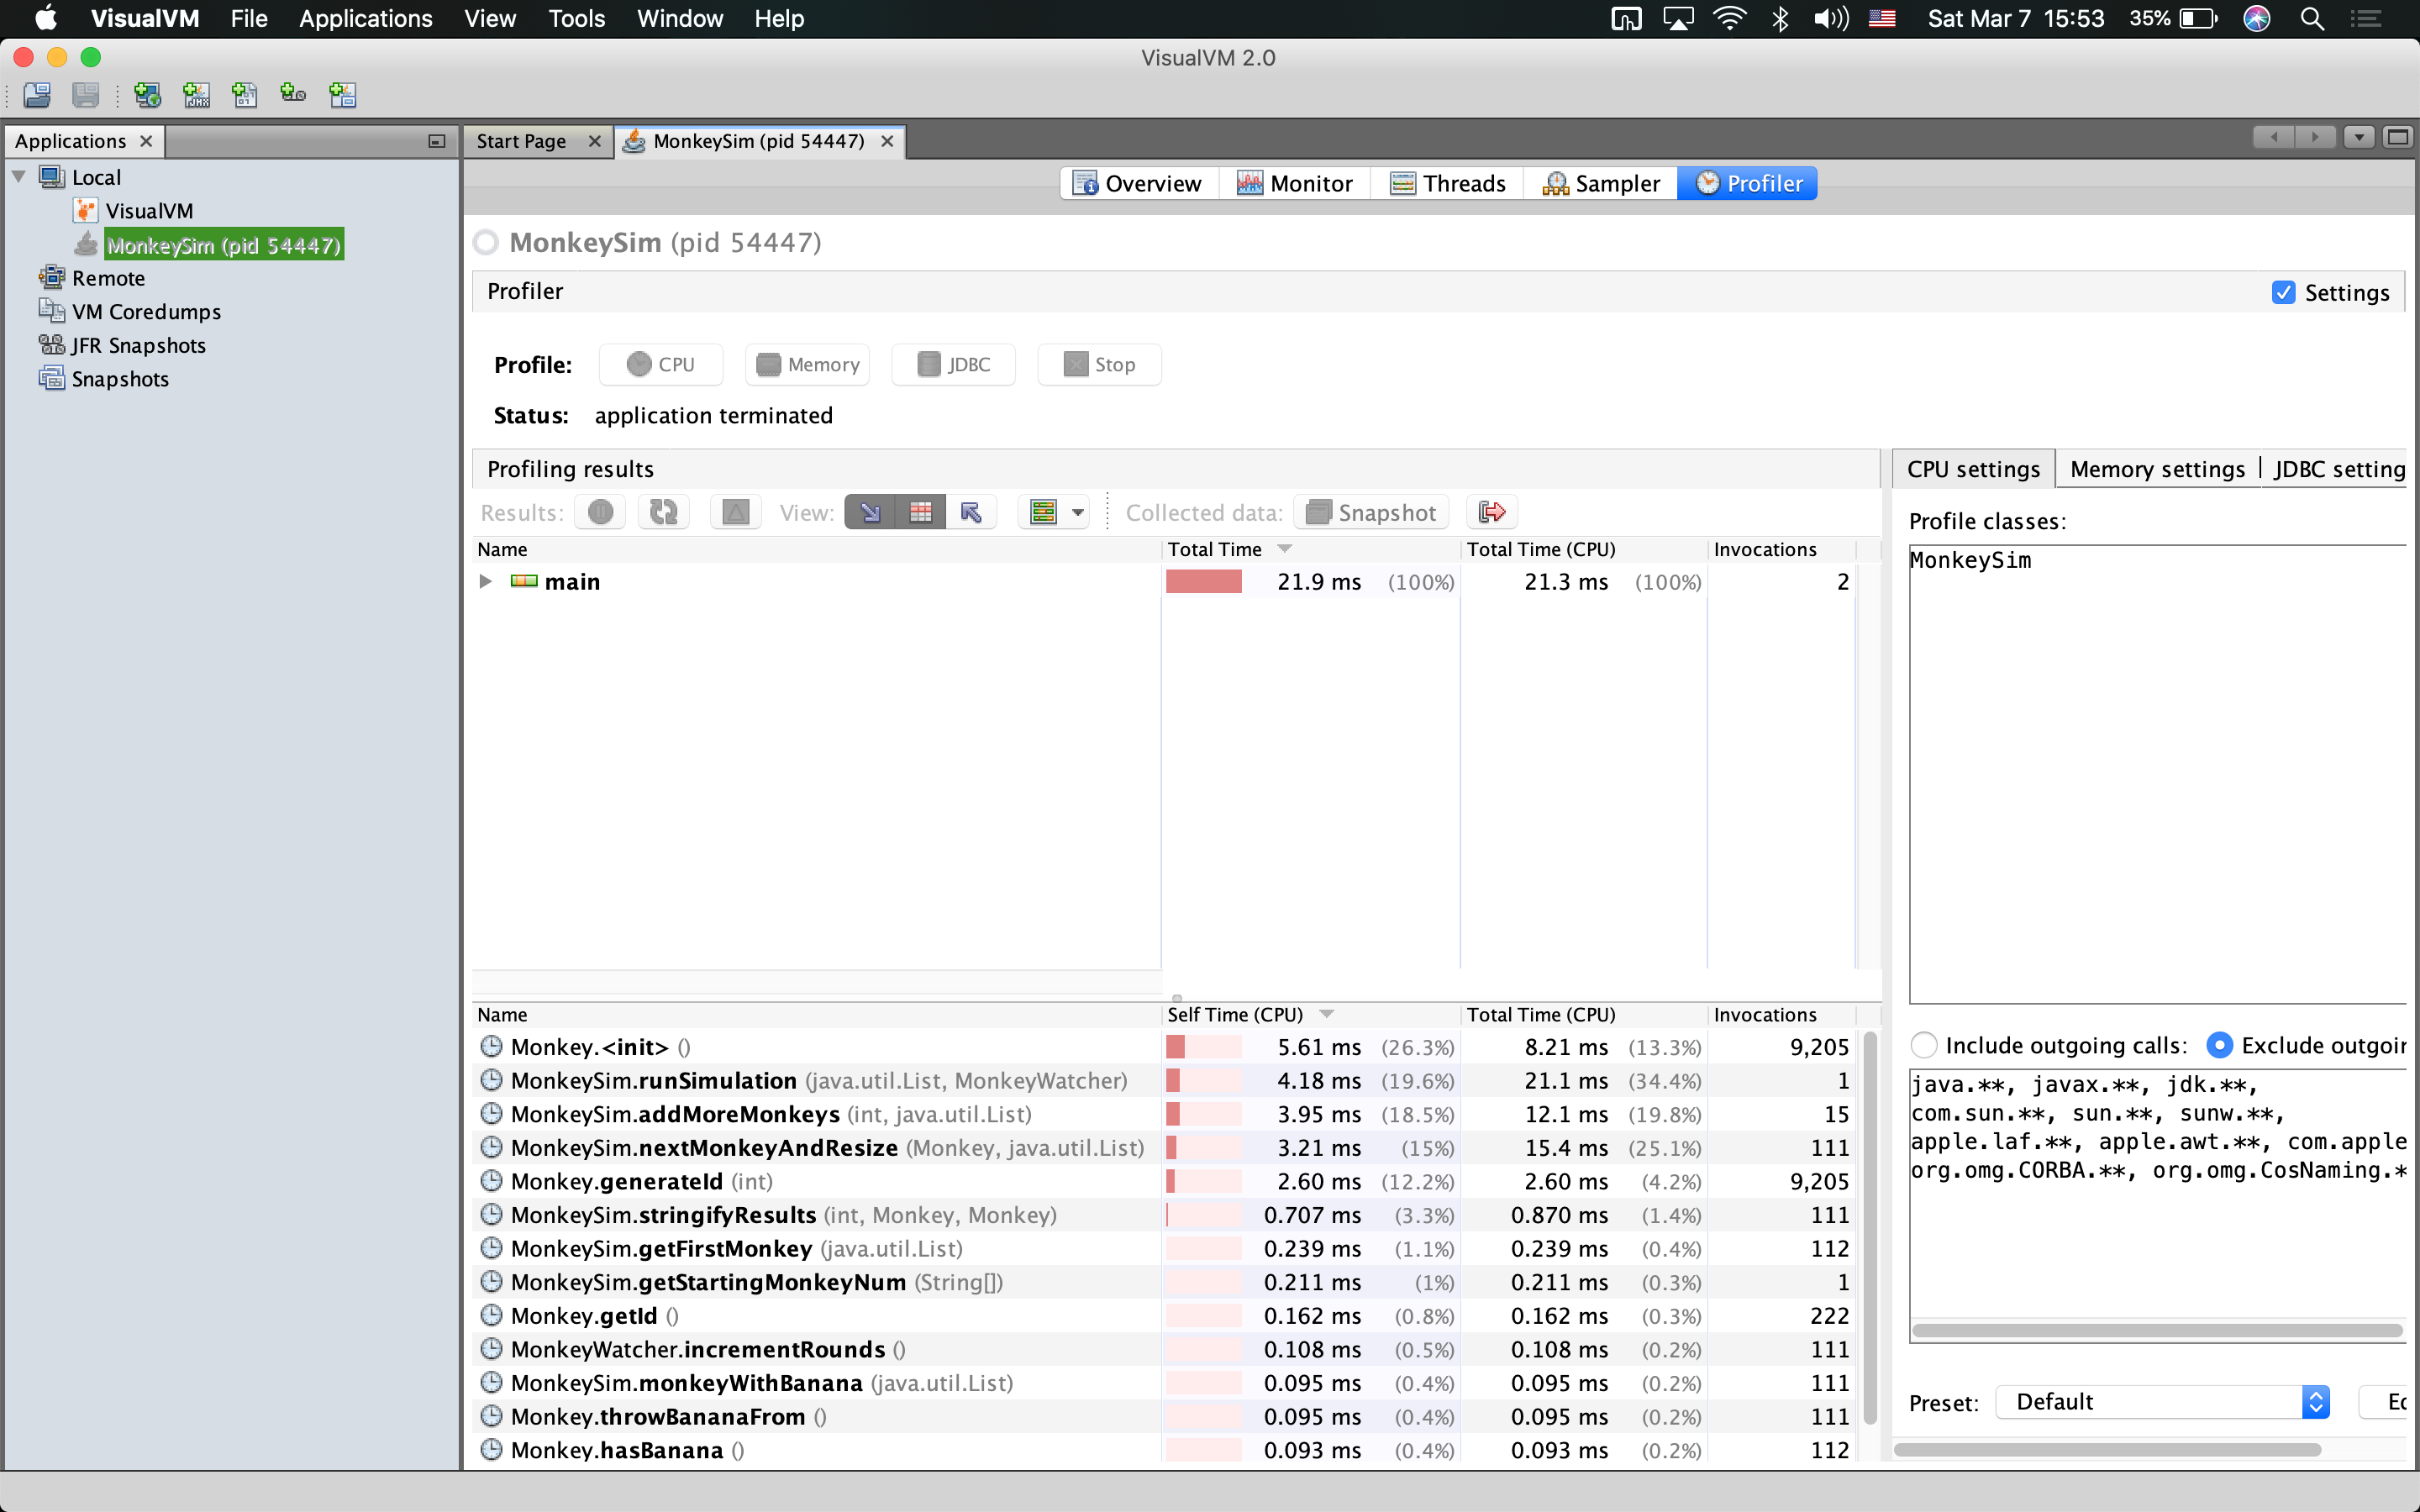 VisualVM File Applications View Tools Window Help Sat Mar 7 15:53 35%
VisualVM 2.0
Applications
Start Page MonkeySim (pid 54447)
Local
VisualVM
MonkeySim (pid 54447)
Remote
VM Coredumps
JFR Snapshots
Snapshots
Overview Monitor Threads Sampler Profiler
MonkeySim (pid 54447)
Profiler Settings
Profile: CPU Memory JDBC Stop
Status: application terminated
Profiling results
Results: View: Collected data: Snapshot
Name Total Time Total Time (CPU) Invocations
main 21.9 ms (100%) 21.3 ms (100%) 2
Name Self Time (CPU) Total Time (CPU) Invocations
Monkey.<init> () 5.61 ms (26.3%) 8.21 ms (13.3%) 9,205
MonkeySim.runSimulation (java.util.List, MonkeyWatcher) 4.18 ms (19.6%) 21.1 ms (34.4%) 1
MonkeySim.addMoreMonkeys (int, java.util.List) 3.95 ms (18.5%) 12.1 ms (19.8%) 15
MonkeySim.nextMonkeyAndResize (Monkey, java.util.List) 3.21 ms (15%) 15.4 ms (25.1%) 111
Monkey.generateId (int) 2.60 ms (12.2%) 2.60 ms (4.2%) 9,205
MonkeySim.stringifyResults (int, Monkey, Monkey) 0.707 ms (3.3%) 0.870 ms (1.4%) 111
MonkeySim.getFirstMonkey (java.util.List) 0.239 ms (1.1%) 0.239 ms (0.4%) 112
MonkeySim.getStartingMonkeyNum (String[]) 0.211 ms (1%) 0.211 ms (0.3%) 1
Monkey.getId () 0.162 ms (0.8%) 0.162 ms (0.3%) 222
MonkeyWatcher.incrementRounds () 0.108 ms (0.5%) 0.108 ms (0.2%) 111
MonkeySim.monkeyWithBanana (java.util.List) 0.095 ms (0.4%) 0.095 ms (0.2%) 111
Monkey.throwBananaFrom () 0.095 ms (0.4%) 0.095 ms (0.2%) 111
Monkey.hasBanana () 0.093 ms (0.4%) 0.093 ms (0.2%) 112
CPU settings Memory settings JDBC setting
Profile classes:
MonkeySim
Include outgoing calls: Exclude outgoin
java.**, javax.**, jdk.**,
com.sun.**, sun.**, sunw.**,
apple.laf.**, apple.awt.**, com.apple
org.omg.CORBA.**, org.omg.CosNaming.*
Preset: Default Ed